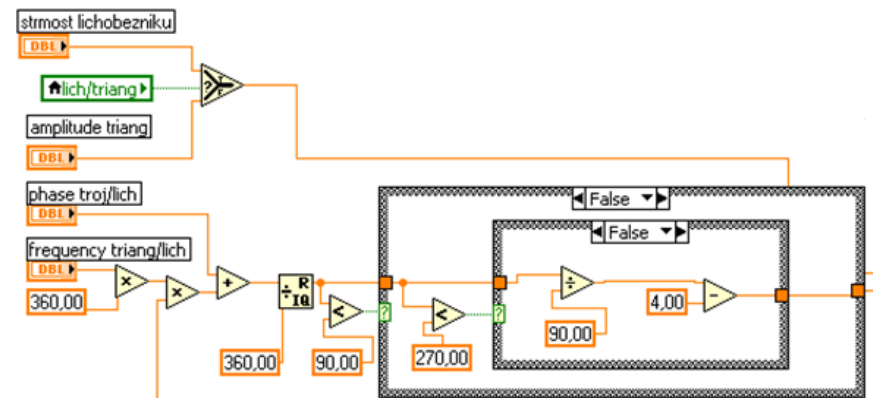 strmost lichobezniku
DBL
lich/triang
?
T
F
amplitude triang
DBL
phase troj/lich
DBL
frequency triang/lich
DBL
360,00
×
×
+
÷ R
IQ
360,00
<
90,00
False
?
<
270,00
False
?
÷
90,00
4,00
−